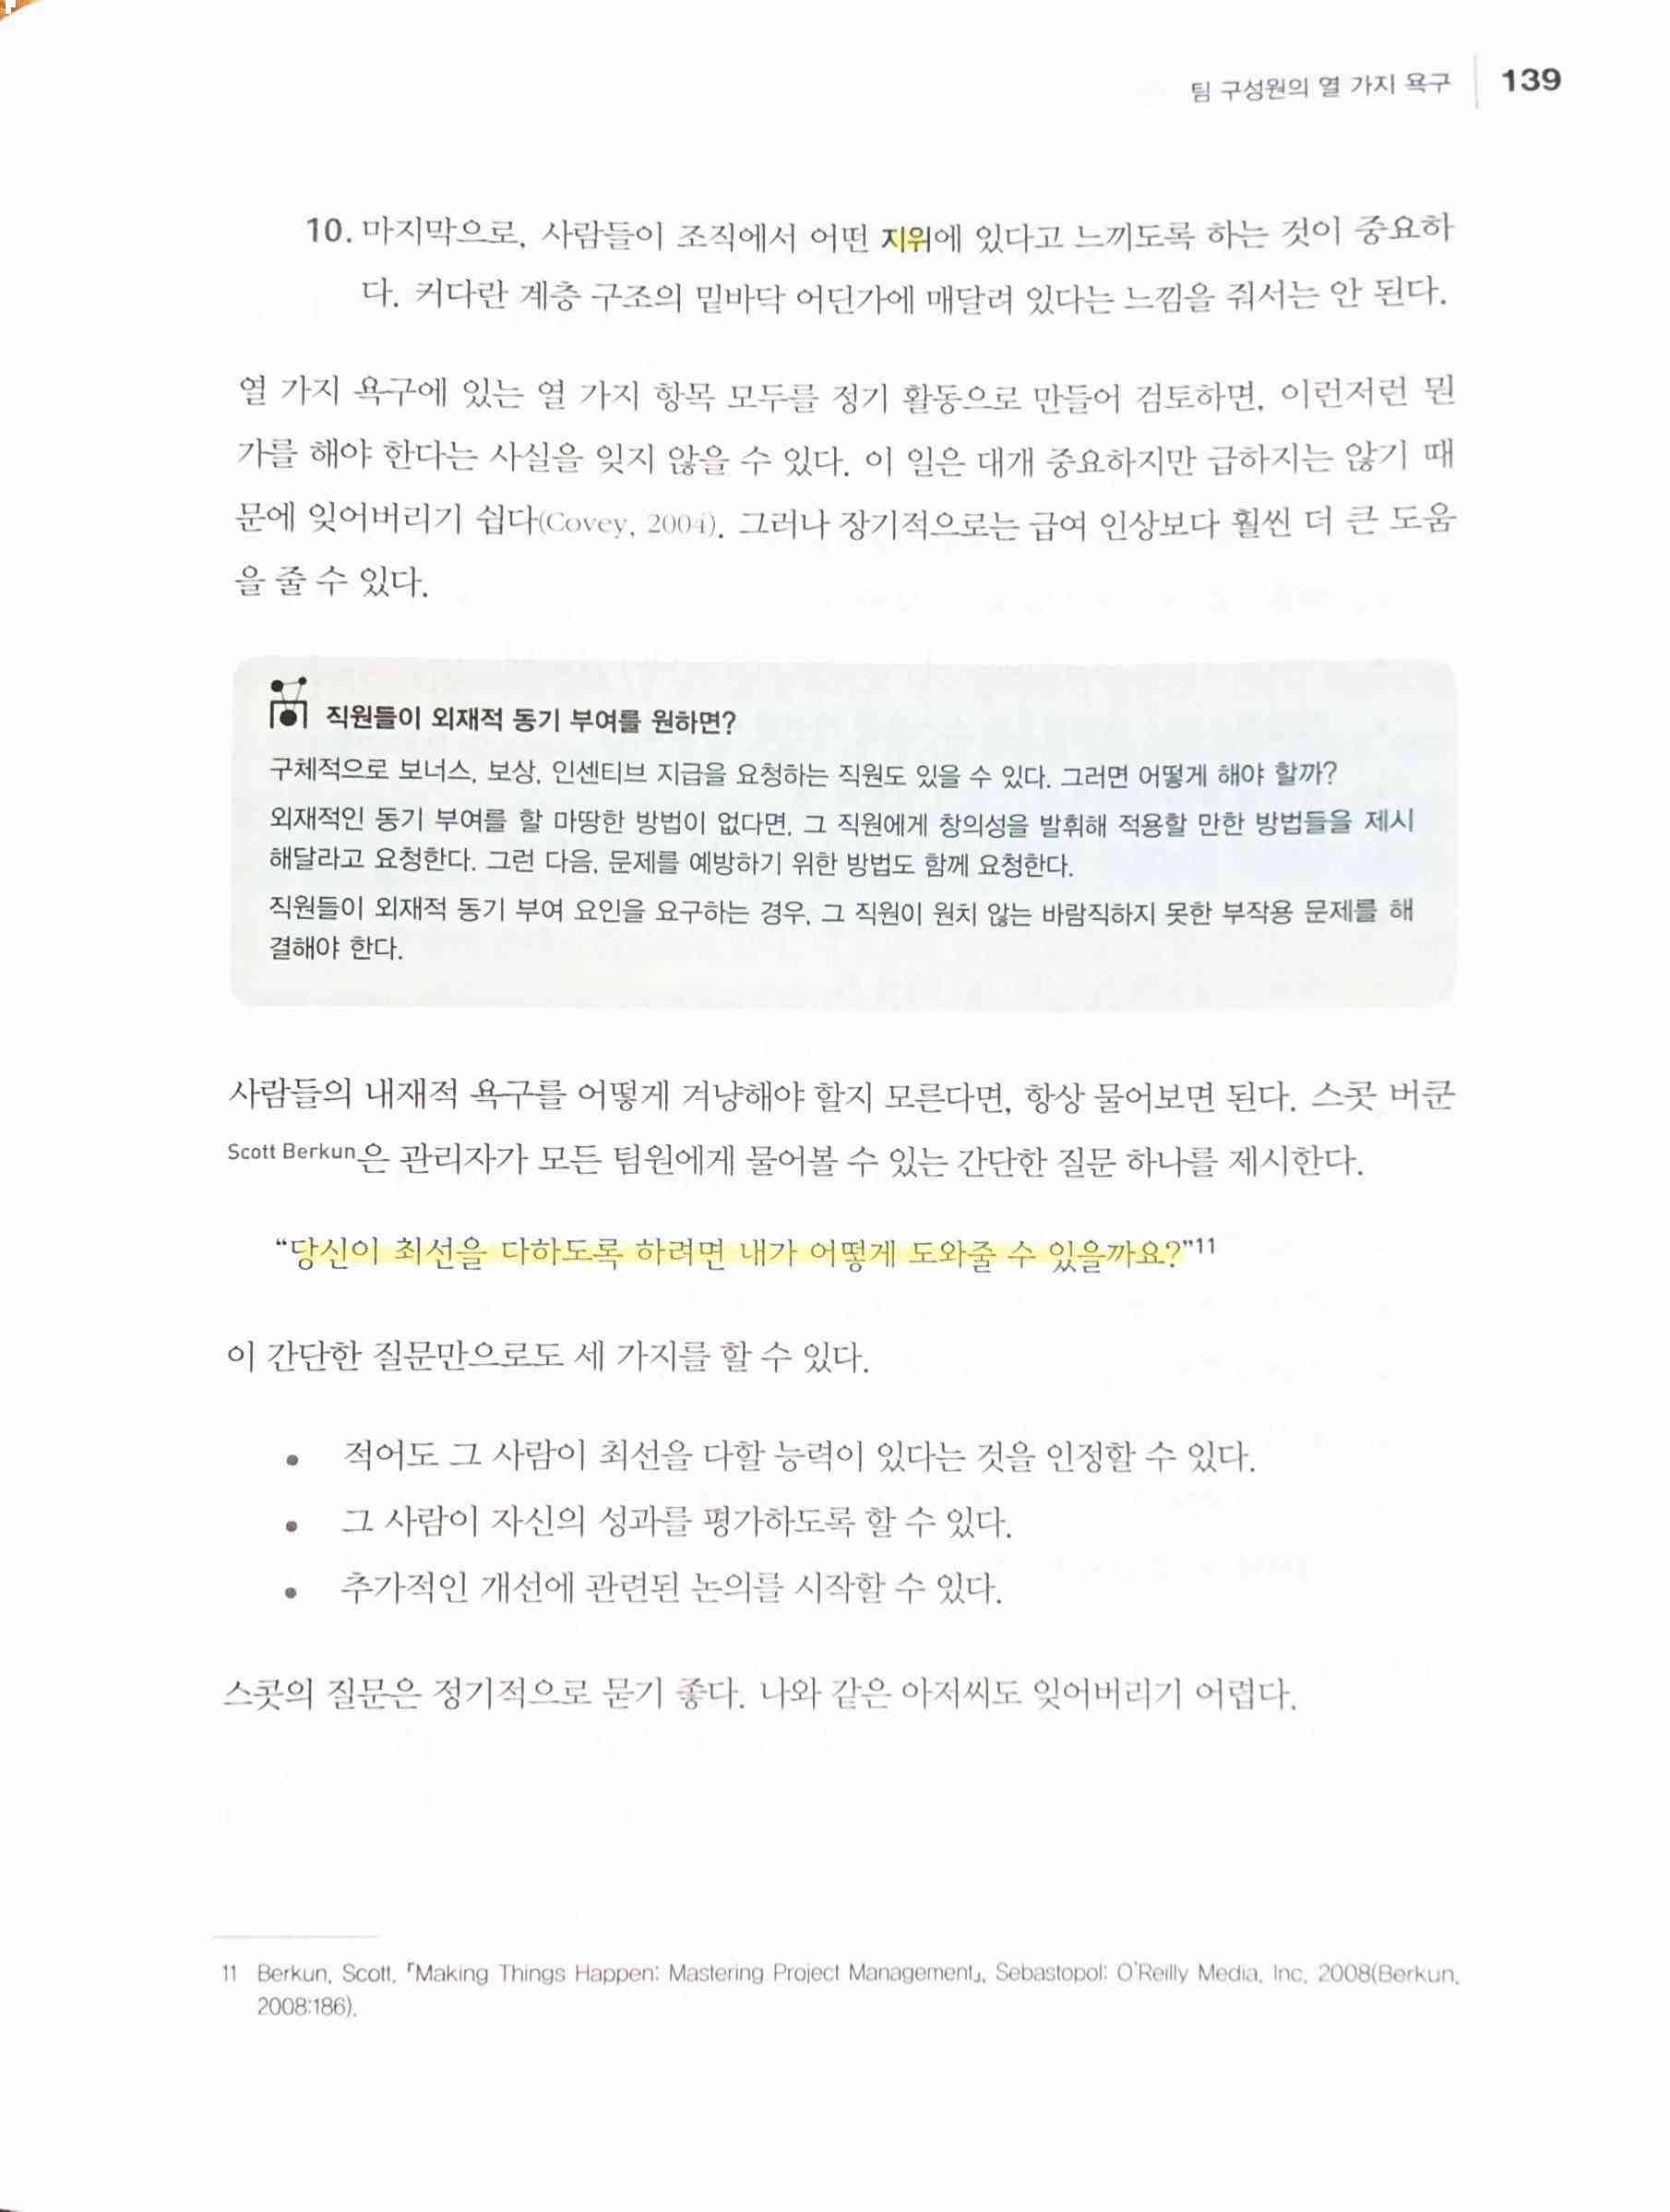 팀 구성원의 열 가지 욕구 139
10. 마지막으로, 사람들이 조직에서 어떤 지위에 있다고 느끼도록 하는 것이 중요하
다. 커다란 계층 구조의 밑바닥 어딘가에 매달려 있다는 느낌을 줘서는 안 된다.
열 가지 욕구에 있는 열 가지 항목 모두를 정기 활동으로 만들어 검토하면, 이런저런 뭔
가를 해야 한다는 사실을 잊지 않을 수 있다. 이 일은 대개 중요하지만 급하지는 않기 때
문에 잊어버리기 쉽다(Covey, 2004). 그러나 장기적으로는 급여 인상보다 훨씬 더 큰 도움
을 줄 수 있다.
직원들이 외재적 동기 부여를 원하면?
구체적으로 보너스, 보상, 인센티브 지급을 요청하는 직원도 있을 수 있다. 그러면 어떻게 해야 할까?
외재적인 동기 부여를 할 마땅한 방법이 없다면, 그 직원에게 창의성을 발휘해 적용할 만한 방법들을 제시
해달라고 요청한다. 그런 다음, 문제를 예방하기 위한 방법도 함께 요청한다.
직원들이 외재적 동기 부여 요인을 요구하는 경우, 그 직원이 원치 않는 바람직하지 못한 부작용 문제를 해
결해야 한다.
사람들의 내재적 욕구를 어떻게 겨냥해야 할지 모른다면, 항상 물어보면 된다. 스콧 버쿤
Scott Berkun은 관리자가 모든 팀원에게 물어볼 수 있는 간단한 질문 하나를 제시한다.
“당신이 최선을 다하도록 하려면 내가 어떻게 도와줄 수 있을까요?”11
이 간단한 질문만으로도 세 가지를 할 수 있다.
• 적어도 그 사람이 최선을 다할 능력이 있다는 것을 인정할 수 있다.
• 그 사람이 자신의 성과를 평가하도록 할 수 있다.
• 추가적인 개선에 관련된 논의를 시작할 수 있다.
스콧의 질문은 정기적으로 묻기 좋다. 나와 같은 아저씨도 잊어버리기 어렵다.
11 Berkun, Scott, 『Making Things Happen: Mastering Project Management』, Sebastopol: O'Reilly Media, Inc, 2008(Berkun,
2008:186).